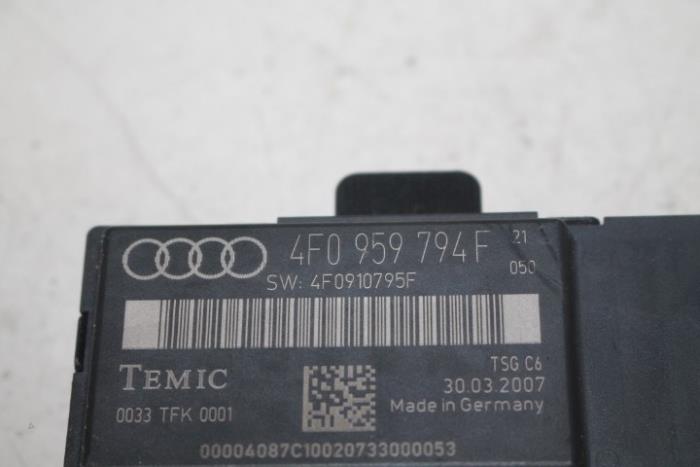 4F0 959 794 F 21
050
SW: 4F0910795F
TEMIC
TSG C6
30.03.2007
0033 TFK 0001
Made in Germany
00004087C10020733000053